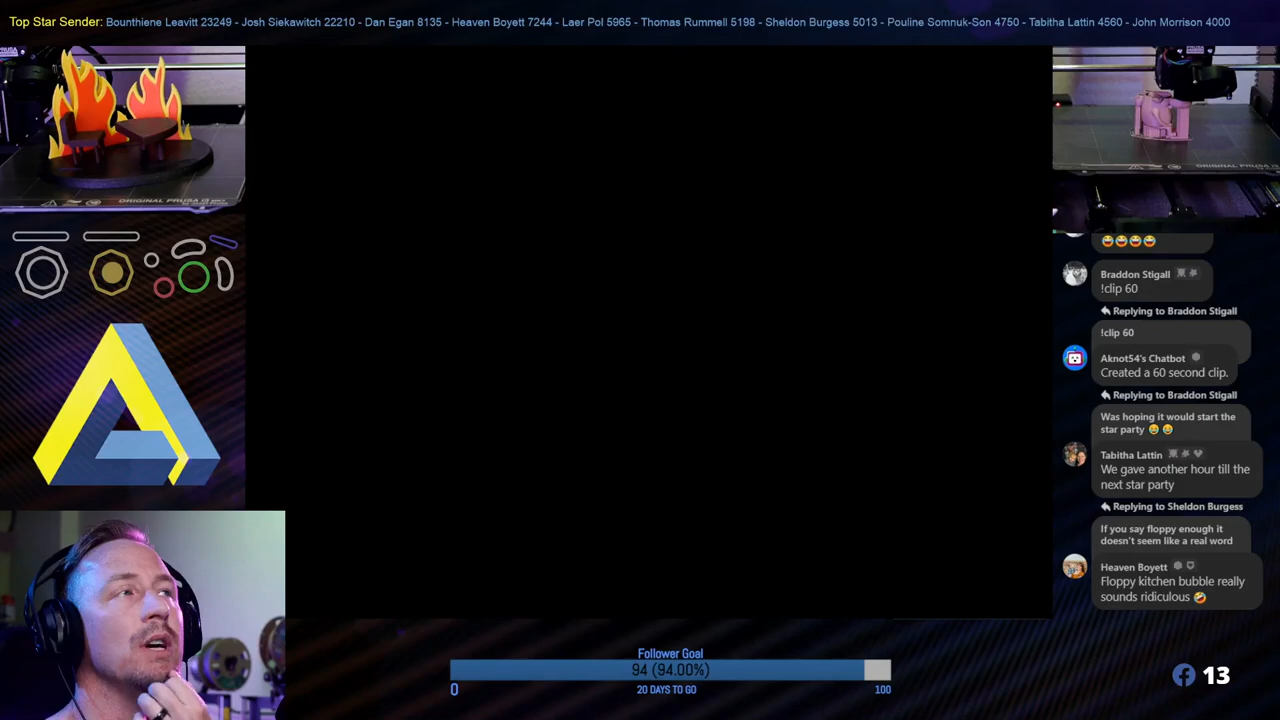 Top Star Sender: Bounthiene Leavitt 23249 - Josh Siekawitch 22210 - Dan Egan 8135 - Heaven Boyett 7244 - Laer Pol 5965 - Thomas Rummell 5198 - Sheldon Burgess 5013 - Pouline Somnuk-Son 4750 - Tabitha Lattin 4560 - John Morrison 4000
ORIGINAL PRUSA i3
ORIGINAL PRUSA
😂😂😂😂
Braddon Stigall
!clip 60
Replying to Braddon Stigall
!clip 60
Aknot54's Chatbot
Created a 60 second clip.
Replying to Braddon Stigall
Was hoping it would start the
star party 😂 😂
Tabitha Lattin
We gave another hour till the
next star party
Replying to Sheldon Burgess
If you say floppy enough it
doesn't seem like a real word
Heaven Boyett
Floppy kitchen bubble really
sounds ridiculous 🤣
Follower Goal
94 (94.00%)
0
20 DAYS TO GO
100
13